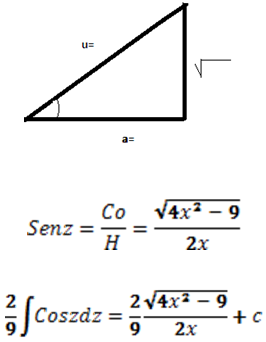 u=
√
a=
Senz = Co/H = √(4x² − 9)/2x
2/9 ∫Coszdz = 2/9 √(4x² − 9)/2x + c